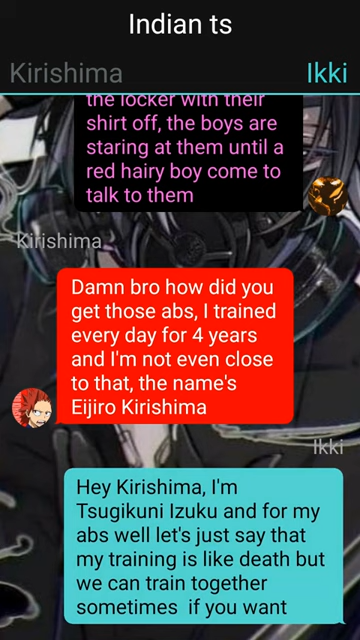 Indian ts
Kirishima
Ikki
the locker with their
shirt off, the boys are
staring at them until a
red hairy boy come to
talk to them
Kirishima
Damn bro how did you
get those abs, I trained
every day for 4 years
and I'm not even close
to that, the name's
Eijiro Kirishima
Ikki
Hey Kirishima, I'm
Tsugikuni Izuku and for my
abs well let's just say that
my training is like death but
we can train together
sometimes if you want